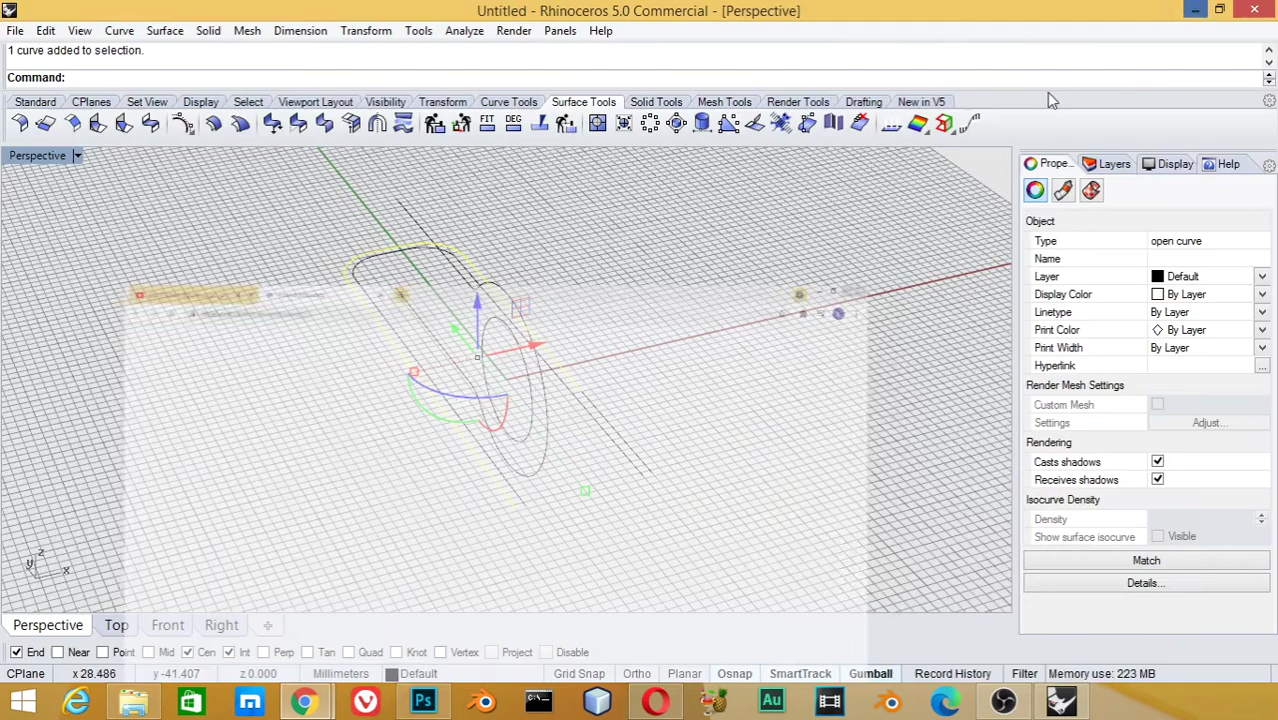 Untitled - Rhinoceros 5.0 Commercial - [Perspective]
File Edit View Curve Surface Solid Mesh Dimension Transform Tools Analyze Render Panels Help
1 curve added to selection.
Command:
Standard CPlanes Set View Display Select Viewport Layout Visibility Transform Curve Tools Surface Tools Solid Tools Mesh Tools Render Tools Drafting New in V5
FIT DEG
Perspective
Prope... Layers Display Help
Object
Type open curve
Name
Layer Default
Display Color By Layer
Linetype By Layer
Print Color By Layer
Print Width By Layer
Hyperlink ...
Render Mesh Settings
Custom Mesh
Settings Adjust...
Rendering
Casts shadows
Receives shadows
Isocurve Density
Density
Show surface isocurve Visible
Match
Details...
z
y
x
Perspective Top Front Right
End Near Point Mid Cen Int Perp Tan Quad Knot Vertex Project Disable
CPlane x 28.486 y -41.407 z 0.000 Millimeters Default Grid Snap Ortho Planar Osnap SmartTrack Gumball Record History Filter Memory use: 223 MB
Ps Au